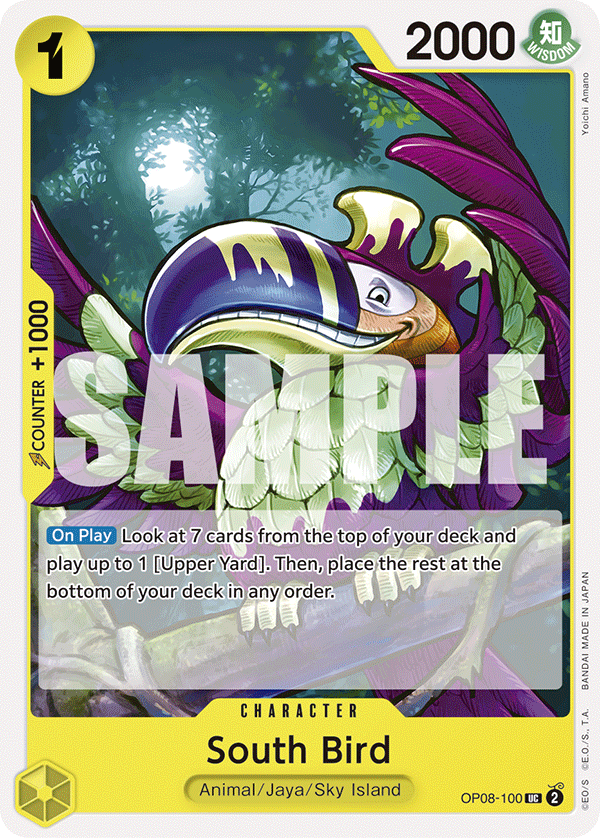 1
2000
知
WISDOM
Yoichi Amano
COUNTER +1000
SAMPLE
On Play Look at 7 cards from the top of your deck and
play up to 1 [Upper Yard]. Then, place the rest at the
bottom of your deck in any order.
CHARACTER
South Bird
Animal/Jaya/Sky Island
OP08-100 UC 2
©E.O/S ©E.O./S., T.A. BANDAI MADE IN JAPAN